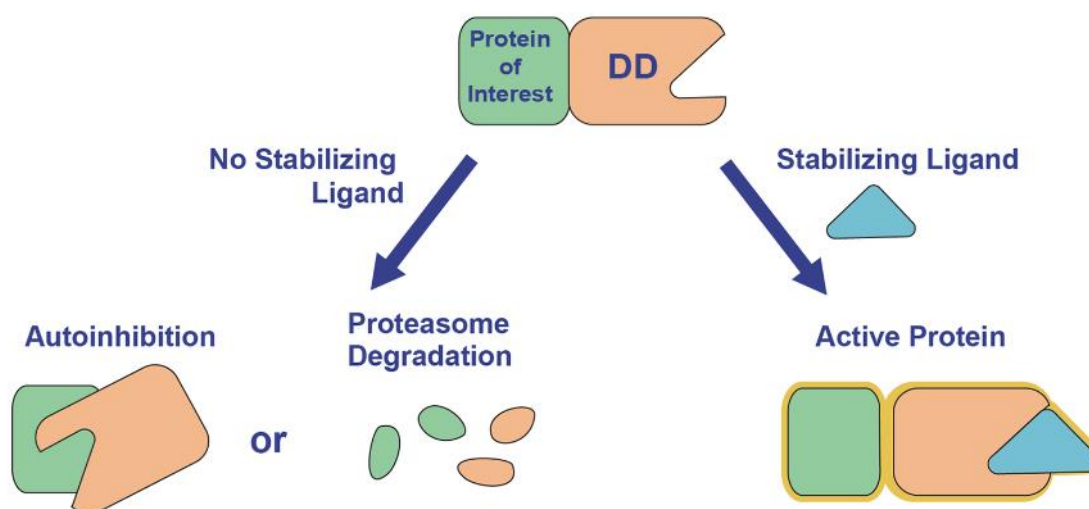 Protein
of
Interest
DD
No Stabilizing
Ligand
Stabilizing Ligand
Autoinhibition
or
Proteasome
Degradation
Active Protein